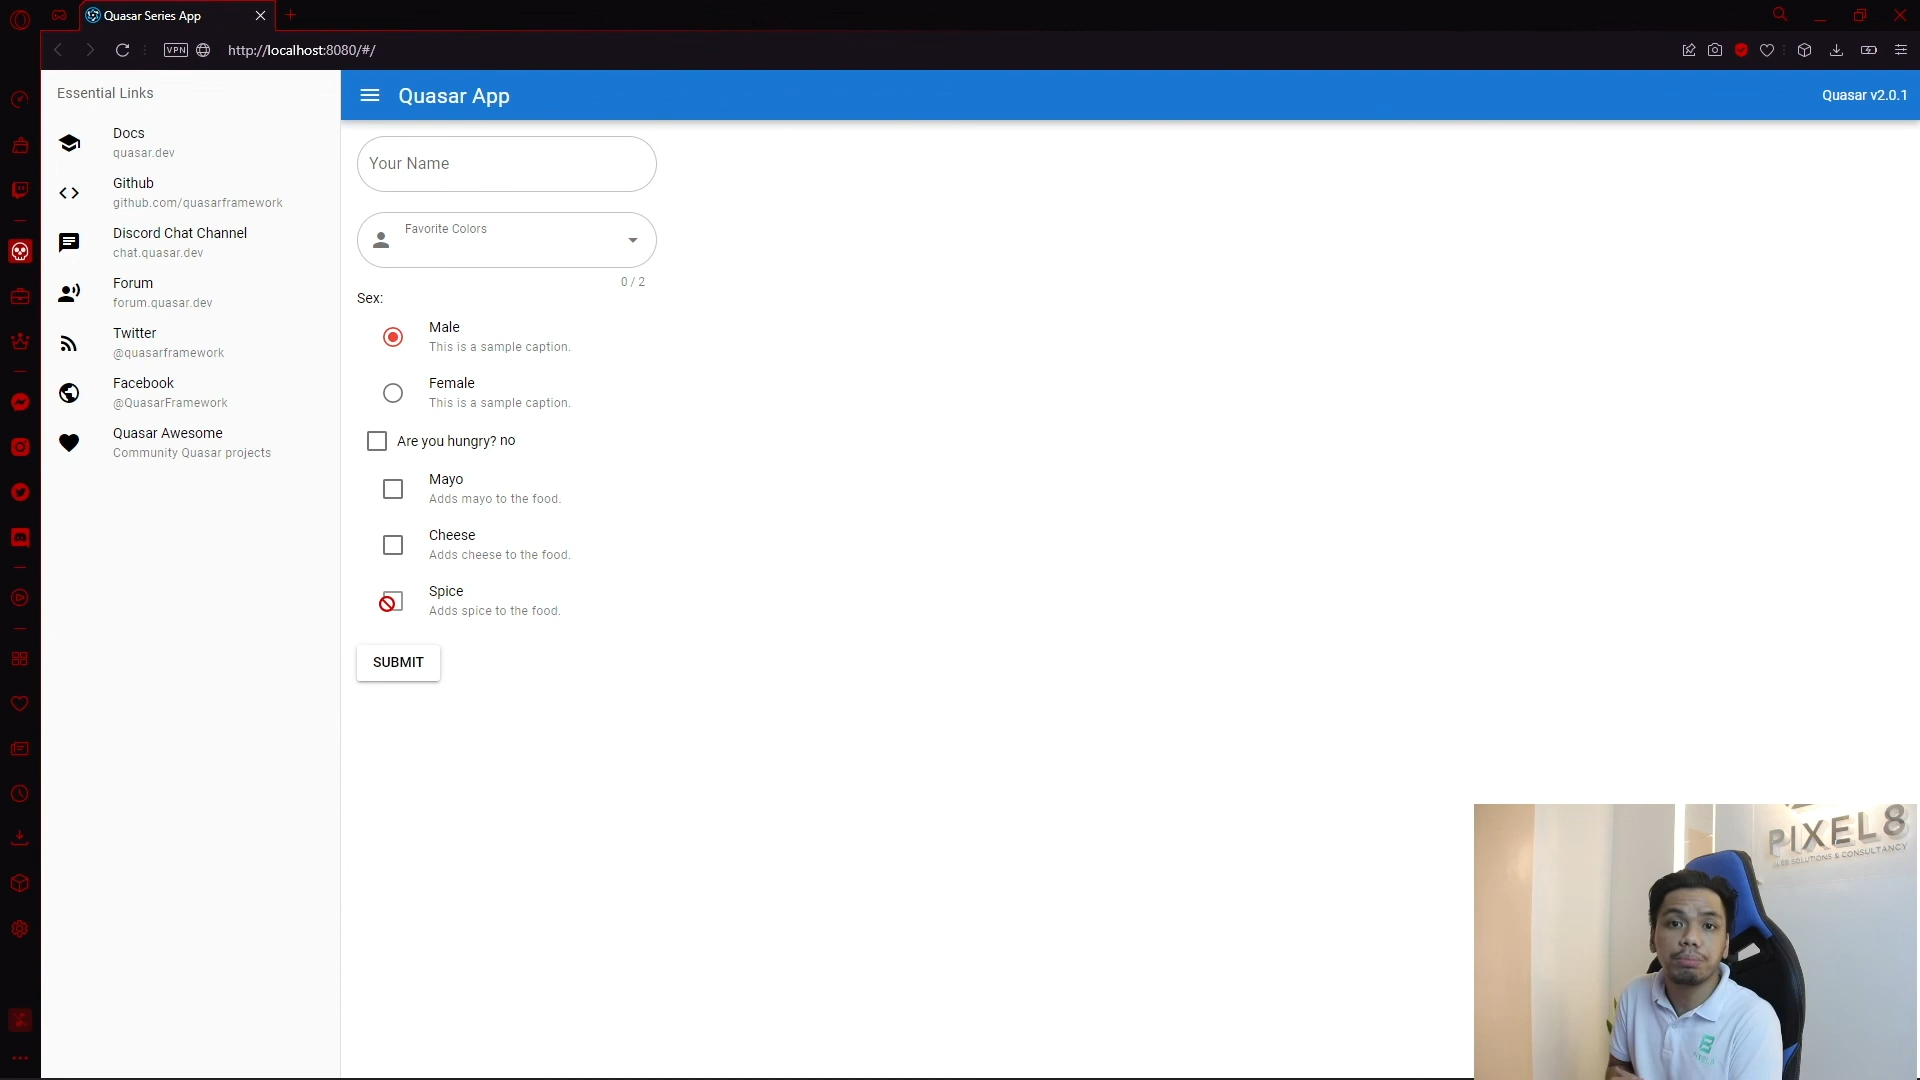 Quasar Series App
VPN
http://localhost:8080/#/
Essential Links
Docs
quasar.dev
Github
github.com/quasarframework
Discord Chat Channel
chat.quasar.dev
Forum
forum.quasar.dev
Twitter
@quasarframework
Facebook
@QuasarFramework
Quasar Awesome
Community Quasar projects
Quasar App
Quasar v2.0.1
Your Name
Favorite Colors
0 / 2
Sex:
Male
This is a sample caption.
Female
This is a sample caption.
Are you hungry? no
Mayo
Adds mayo to the food.
Cheese
Adds cheese to the food.
Spice
Adds spice to the food.
SUBMIT
PIXEL8
WEB SOLUTIONS & CONSULTANCY